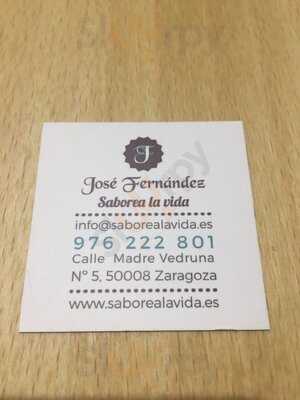 F
José Fernández
Saborea la vida
info@saborealavida.es
976 222 801
Calle Madre Vedruna
Nº 5, 50008 Zaragoza
www.saborealavida.es